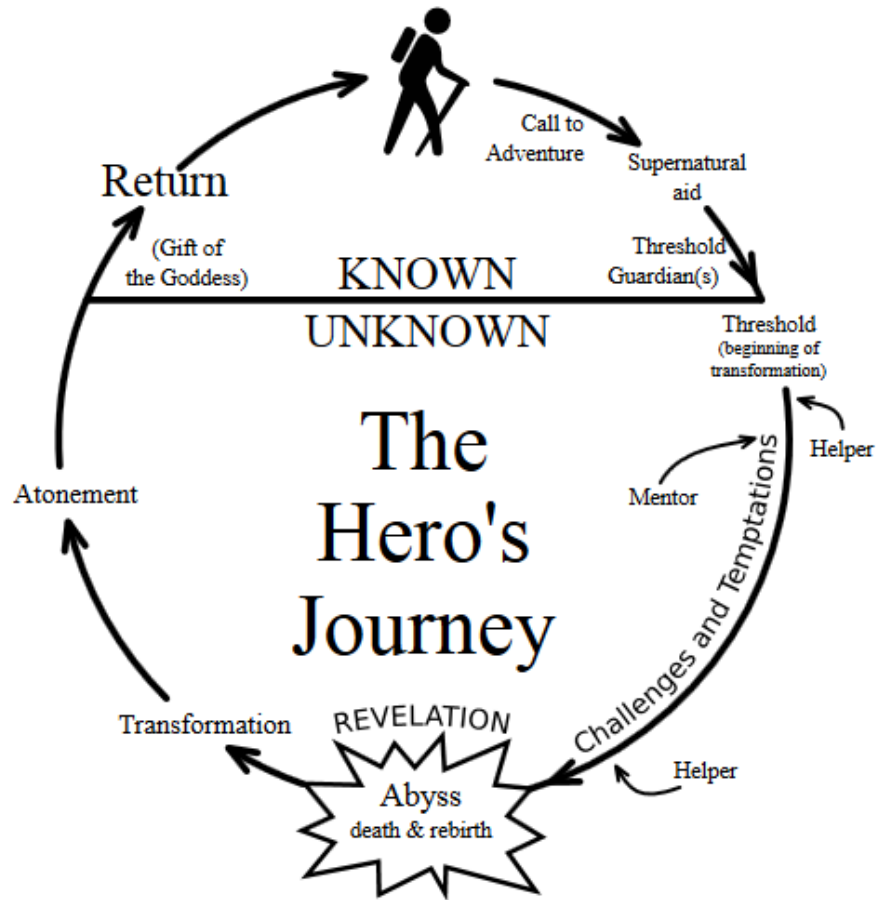 Call to
Adventure
Supernatural
aid
Return
(Gift of
the Goddess)
KNOWN
Threshold
Guardian(s)
UNKNOWN
Threshold
(beginning of
transformation)
The
Hero's
Journey
Helper
Mentor
Challenges and Temptations
Atonement
Transformation
REVELATION
Abyss
death & rebirth
Helper